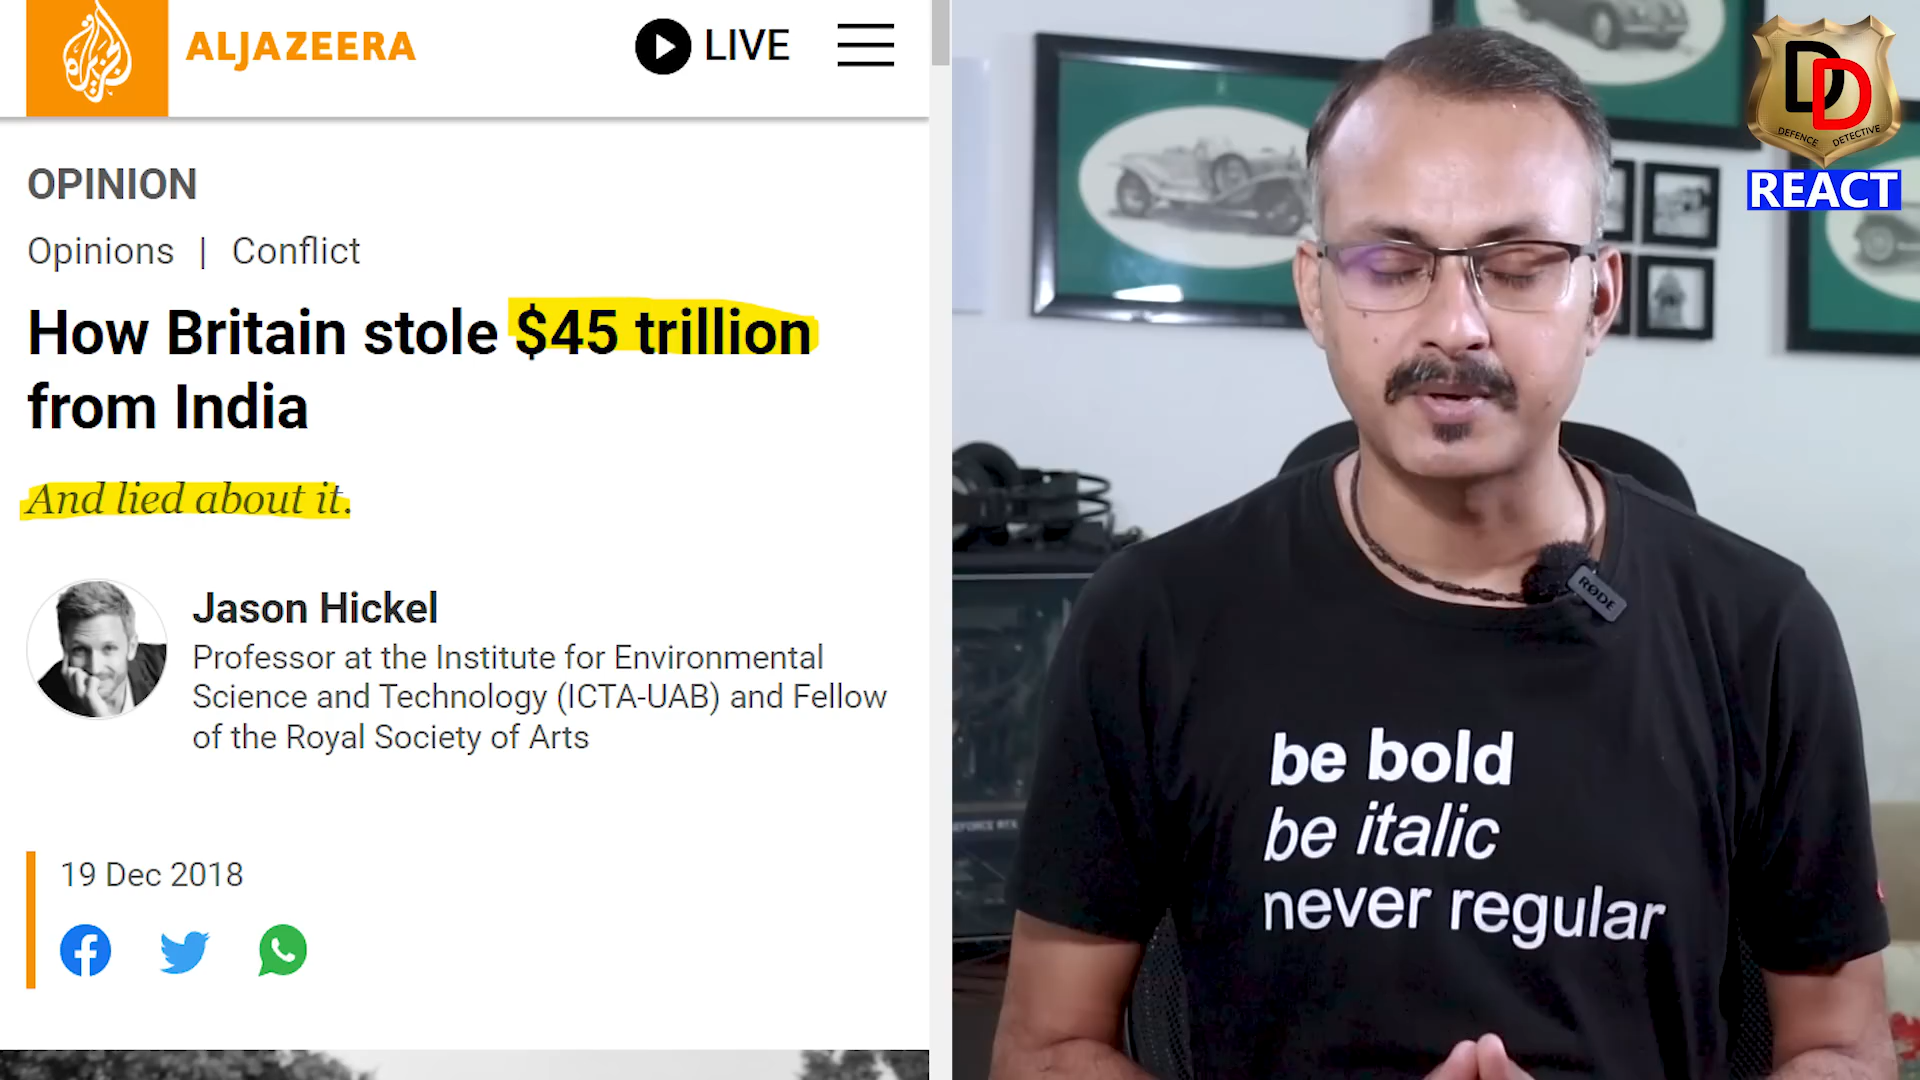 ALJAZEERA
LIVE
OPINION
Opinions | Conflict
How Britain stole $45 trillion
from India
And lied about it.
Jason Hickel
Professor at the Institute for Environmental
Science and Technology (ICTA-UAB) and Fellow
of the Royal Society of Arts
19 Dec 2018
DD
DEFENCE DETECTIVE
REACT
RØDE
be bold
be italic
never regular
GEFORCE RTX